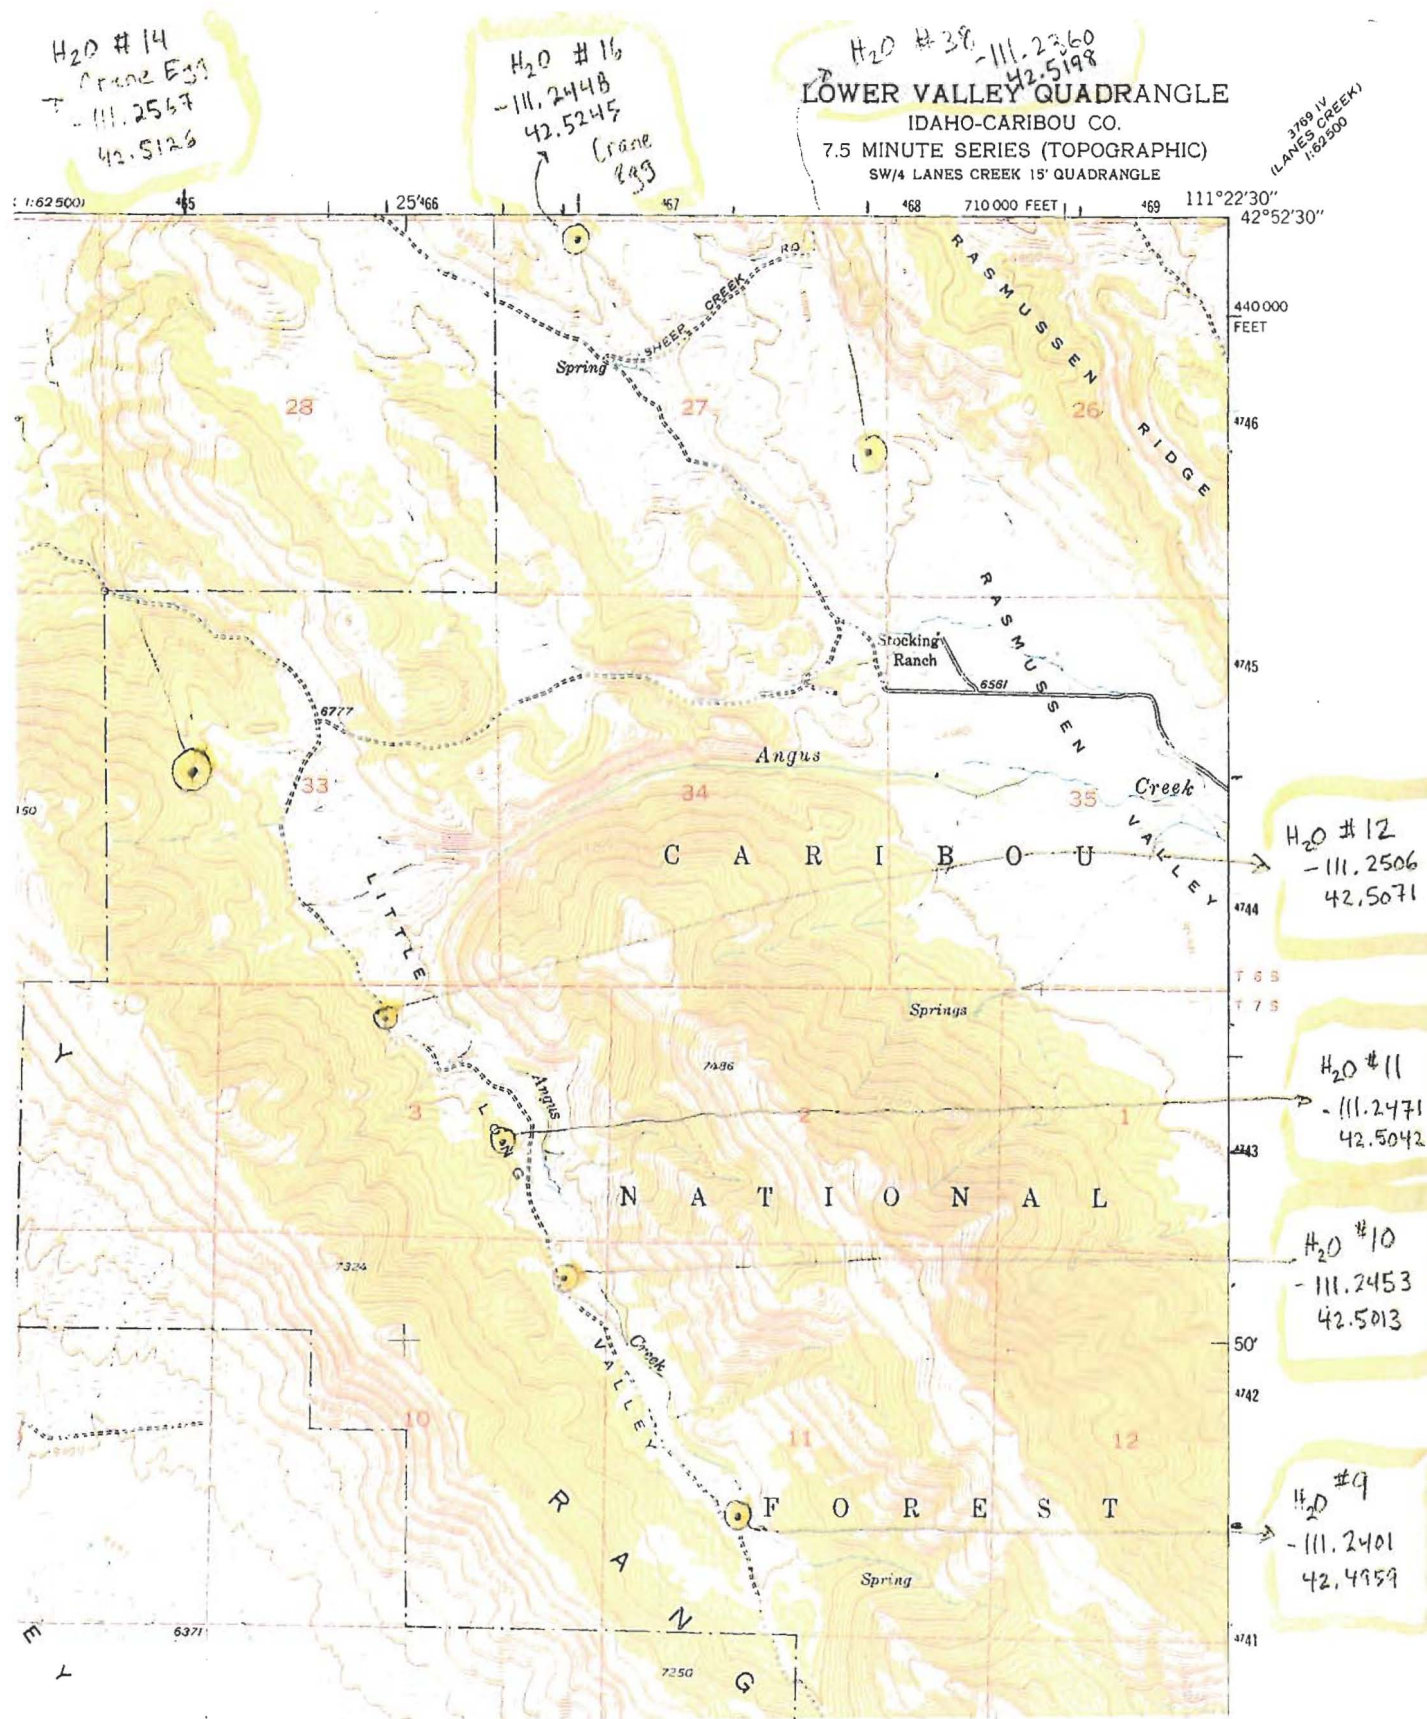 H₂O #14
Crane Egg
-111.2557
42.5126
H₂O #16
-111.2448
42.5245
Crane
egg
H₂O #38
-111.2360
42.5198
LOWER VALLEY QUADRANGLE
IDAHO-CARIBOU CO.
7.5 MINUTE SERIES (TOPOGRAPHIC)
SW/4 LANES CREEK 15' QUADRANGLE
3769 IV
(LANES CREEK)
1:62500
1:62500)
465
25'
466
467
468
710 000 FEET
469
111°22'30"
42°52'30"
RASMUSSEN RIDGE
SHEEP CREEK RD
440 000
FEET
Spring
28
27
26
4746
RASMUSSEN VALLEY
Stocking
Ranch
6561
4745
6777
Angus Creek
33
34
35
CARIBOU
H₂O #12
-111.2506
42.5071
LITTLE
4744
T 6 S
T 7 S
Springs
Y
7486
H₂O #11
-111.2471
42.5042
Angus
3
2
1
LONG
4743
NATIONAL
H₂O #10
-111.2453
42.5013
7324
Creek
50'
VALLEY
4742
10
11
12
RANG
FOREST
H₂O #9
-111.2401
42.4959
Spring
6371
4741
E
Y
7250